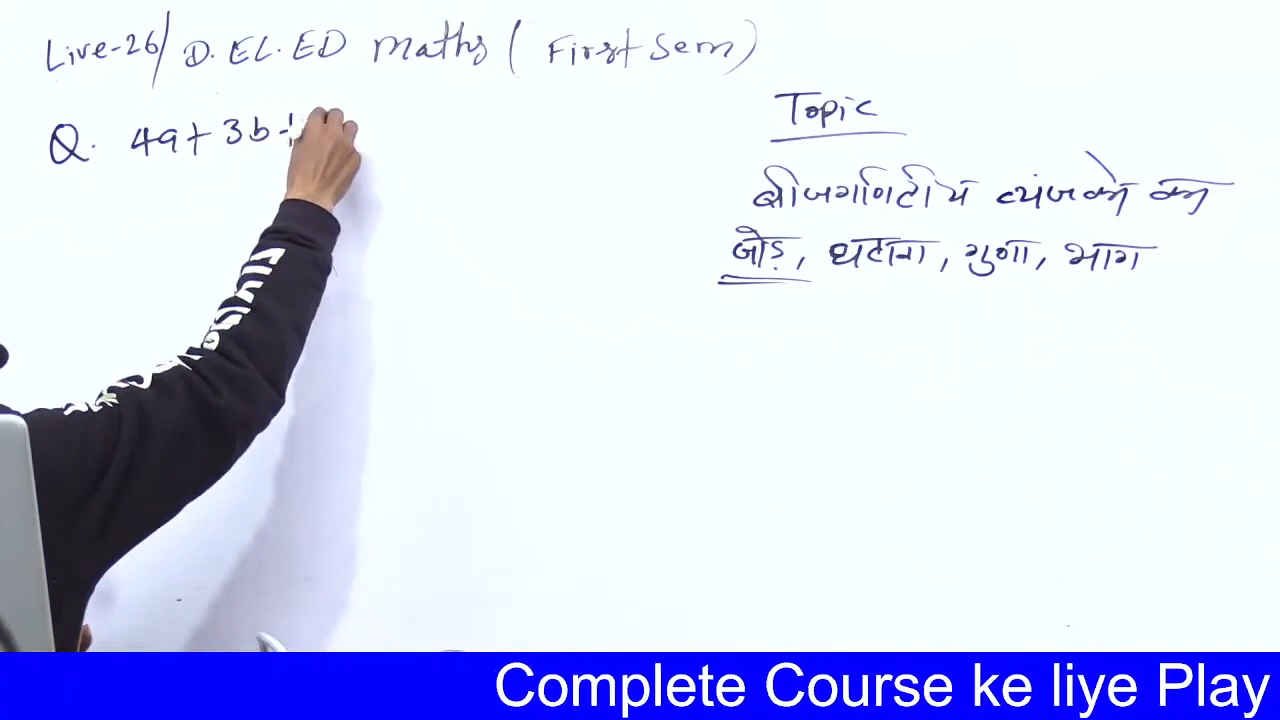 Live-26/ D.EL.ED Maths ( First Sem )
Q. 4a + 3b +
Topic
बीजगणितीय व्यंजको का
जोड़, घटाना, गुणा, भाग
Complete Course ke liye Play